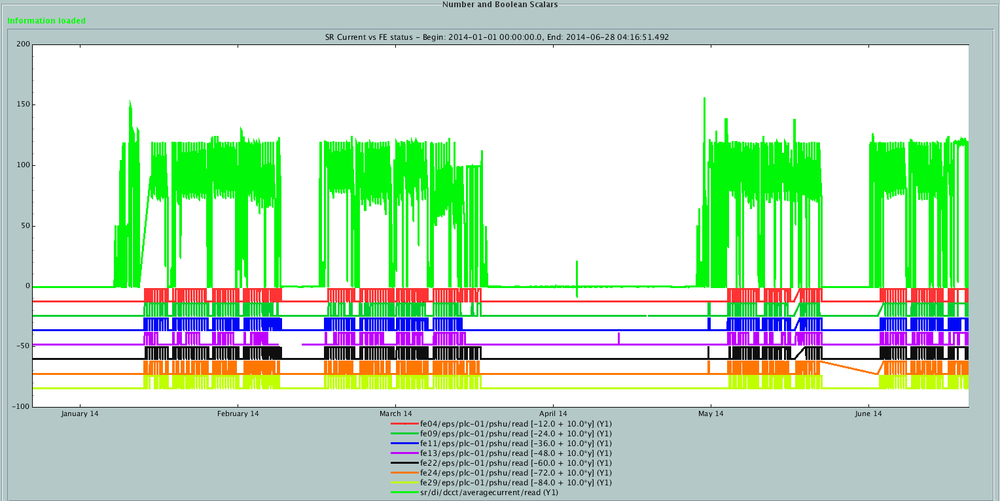 Number and Boolean Scalars
Information loaded
SR Current vs FE status - Begin: 2014-01-01 00:00:00.0, End: 2014-06-28 04:16:51.492
200
150
100
50
0
-50
-100
January 14 February 14 March 14 April 14 May 14 June 14
fe04/eps/plc-01/pshu/read [-12.0 + 10.0*y] (Y1)
fe09/eps/plc-01/pshu/read [-24.0 + 10.0*y] (Y1)
fe11/eps/plc-01/pshu/read [-36.0 + 10.0*y] (Y1)
fe13/eps/plc-01/pshu/read [-48.0 + 10.0*y] (Y1)
fe22/eps/plc-01/pshu/read [-60.0 + 10.0*y] (Y1)
fe24/eps/plc-01/pshu/read [-72.0 + 10.0*y] (Y1)
fe29/eps/plc-01/pshu/read [-84.0 + 10.0*y] (Y1)
sr/di/dcct/averagecurrent/read (Y1)